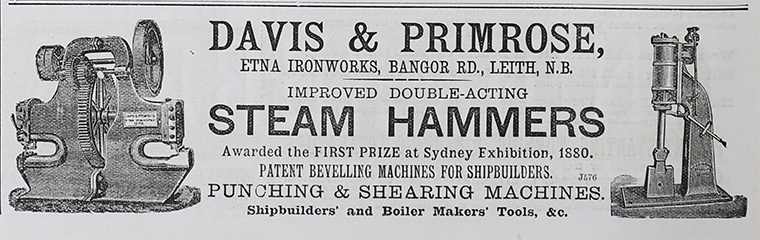 DAVIS & PRIMROSE,
ETNA IRONWORKS, BANGOR RD., LEITH, N.B.
IMPROVED DOUBLE-ACTING
STEAM HAMMERS
Awarded the FIRST PRIZE at Sydney Exhibition, 1880.
PATENT BEVELLING MACHINES FOR SHIPBUILDERS.
J476
PUNCHING & SHEARING MACHINES.
Shipbuilders' and Boiler Makers' Tools, &c.